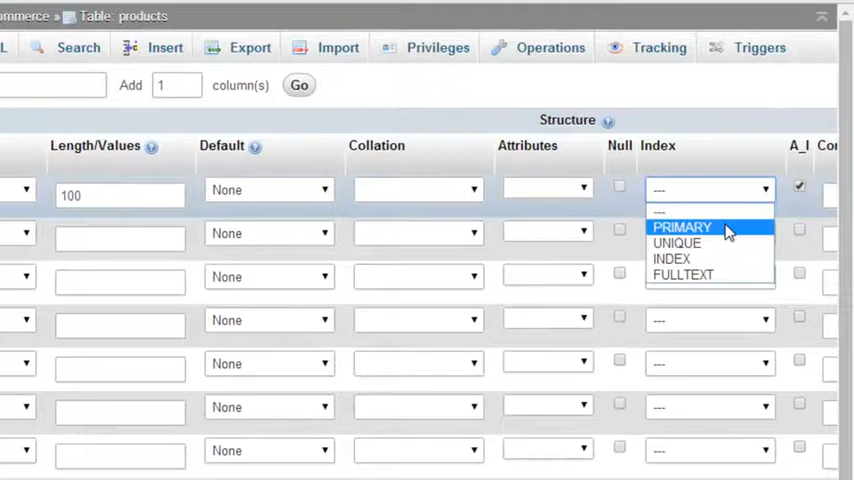 ommerce » Table: products
L Search Insert Export Import Privileges Operations Tracking Triggers
Add 1 column(s) Go
Structure
Length/Values Default Collation Attributes Null Index A_I Cor
100 None ---
---
PRIMARY
None UNIQUE
INDEX
None FULLTEXT
None ---
None ---
None ---
None ---